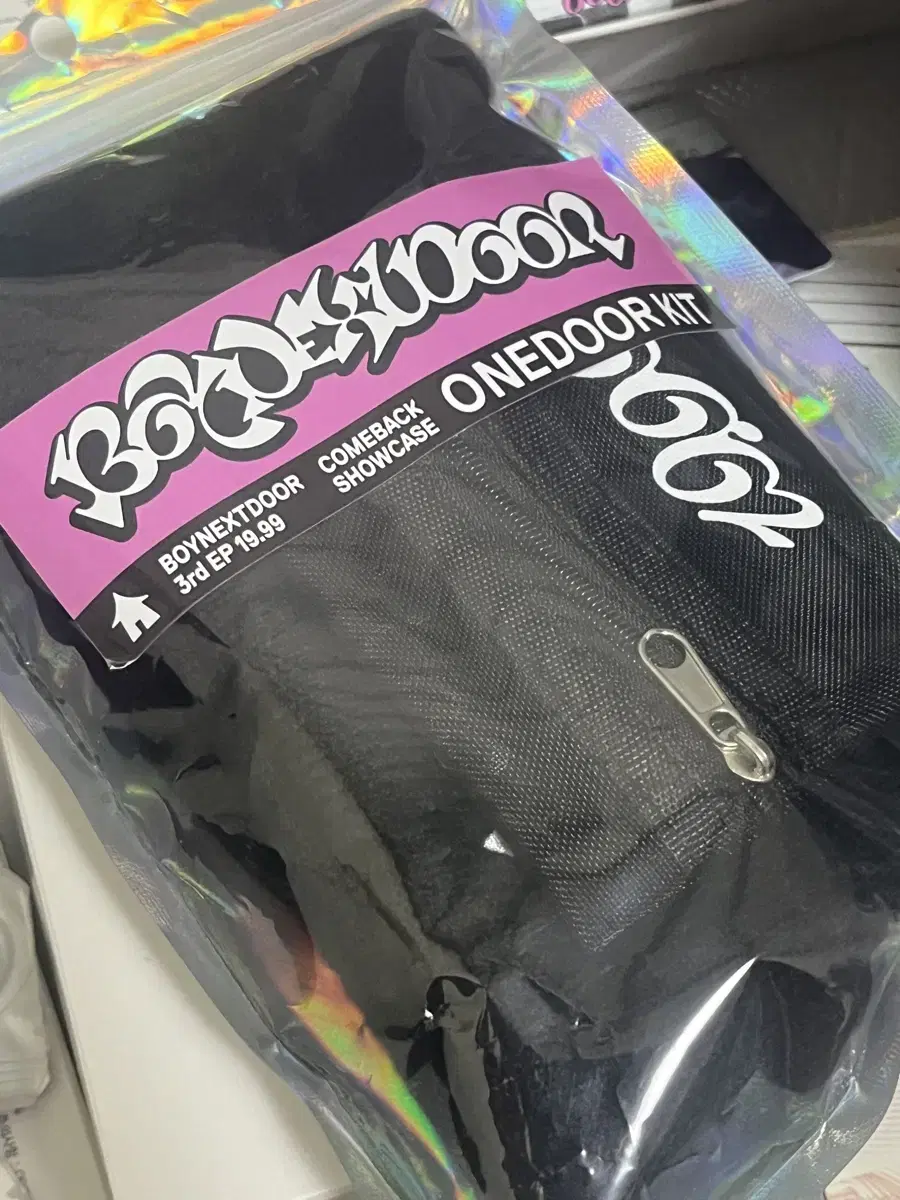 BOYNEXTDOOR
BOYNEXTDOOR
3rd EP 19.99
COMEBACK
SHOWCASE
ONEDOOR KIT